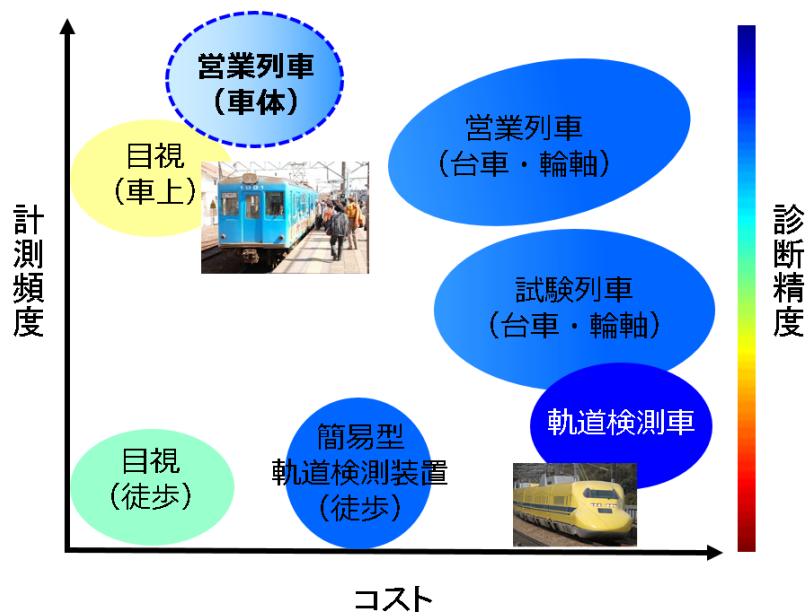 営業列車
（車体）
目視
（車上）
営業列車
（台車・輪軸）
計測頻度
診断精度
試験列車
（台車・輪軸）
軌道検測車
簡易型
軌道検測装置
（徒歩）
目視
（徒歩）
コスト